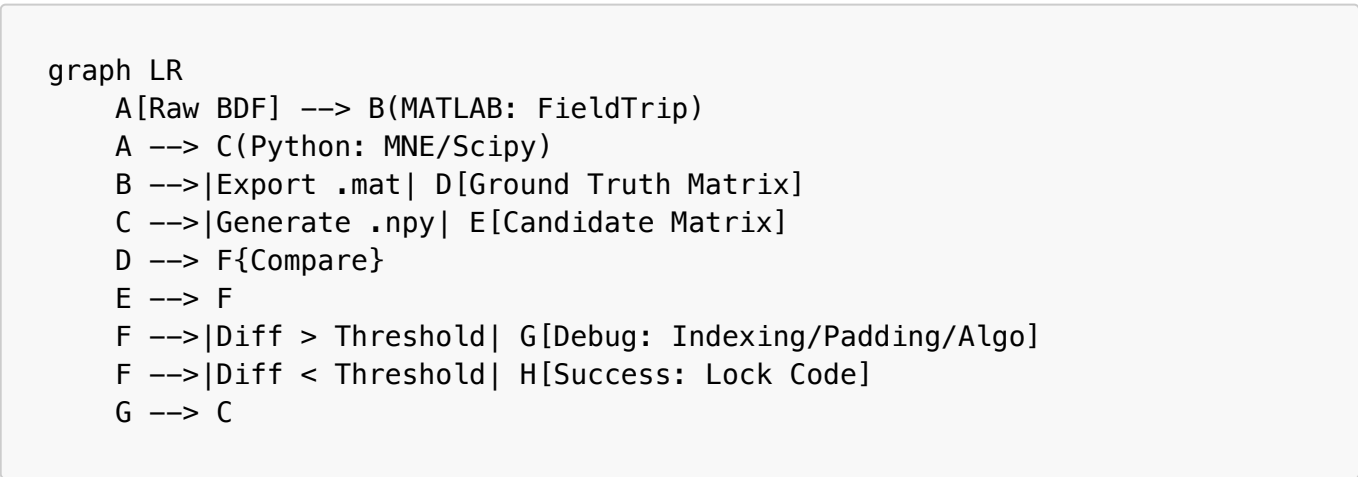 graph LR
    A[Raw BDF] --> B(MATLAB: FieldTrip)
    A --> C(Python: MNE/Scipy)
    B -->|Export .mat| D[Ground Truth Matrix]
    C -->|Generate .npy| E[Candidate Matrix]
    D --> F{Compare}
    E --> F
    F -->|Diff > Threshold| G[Debug: Indexing/Padding/Algo]
    F -->|Diff < Threshold| H[Success: Lock Code]
    G --> C